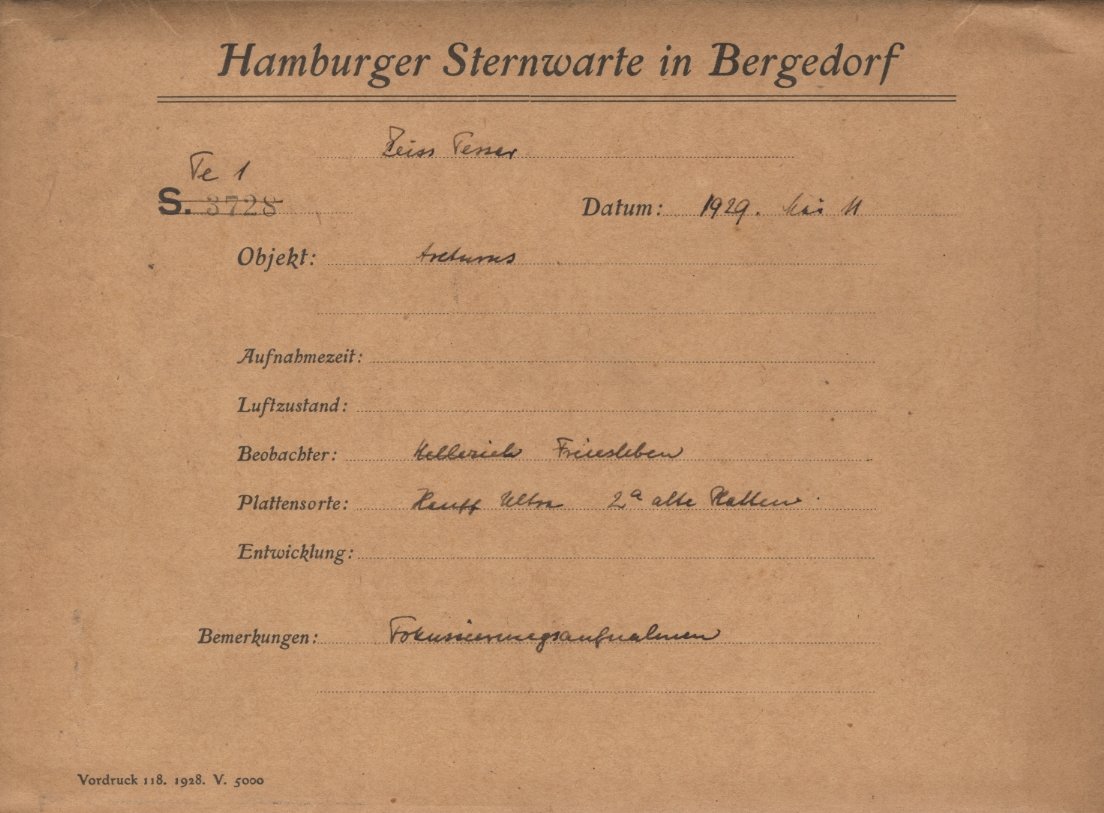 Hamburger Sternwarte in Bergedorf
Zeiss Tessar
Te 1
S. 3728
Datum: 1929. Mai 11
Objekt: Arcturus
Aufnahmezeit:
Luftzustand:
Beobachter: Kellerich Friesleben
Plattensorte: Hauff Ultra 2ª alte Platten.
Entwicklung:
Bemerkungen: Fokussierungsaufnahmen
Vordruck 118. 1928. V. 5000